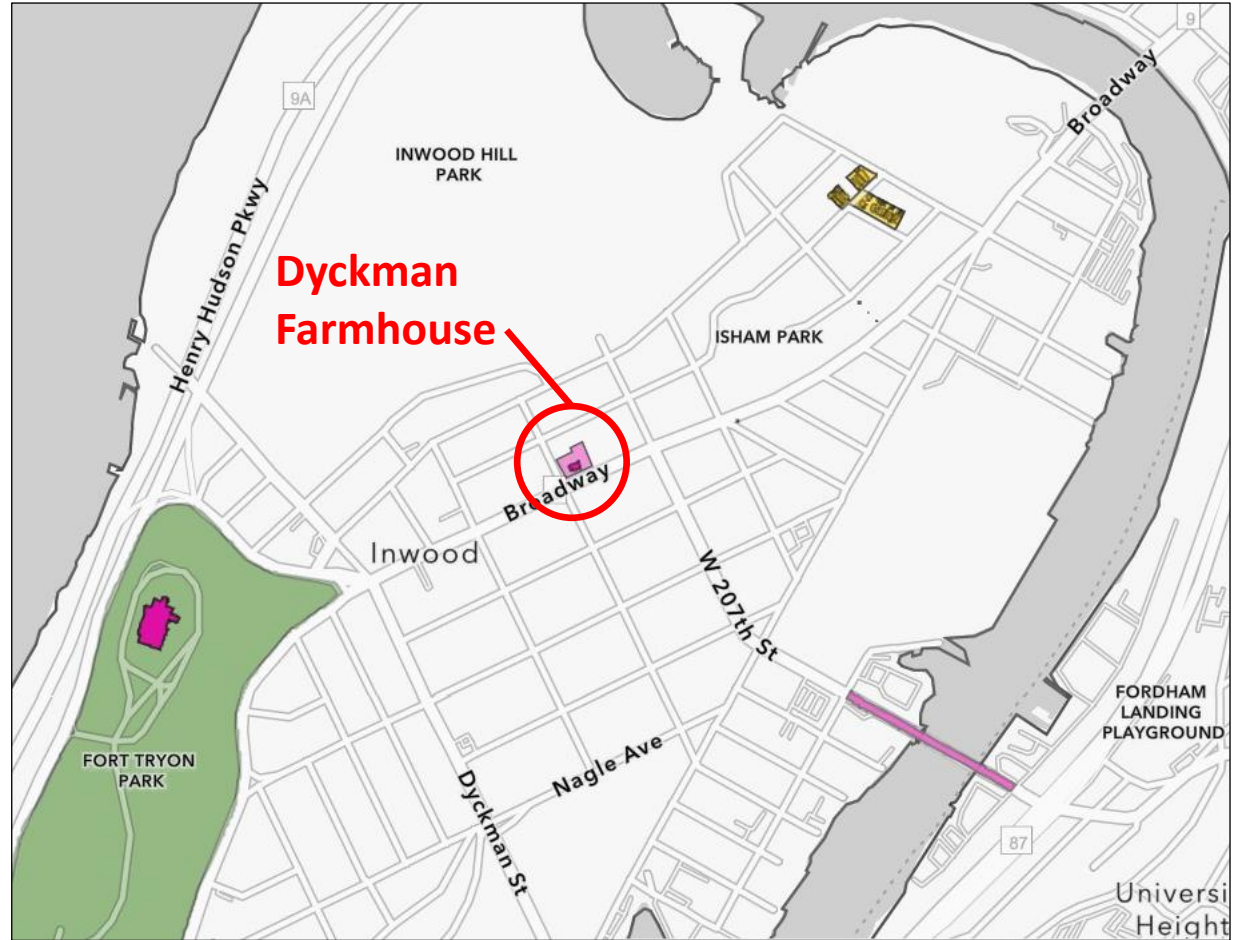 9
9A
Broadway
INWOOD HILL
PARK
Henry Hudson Pkwy
Dyckman
Farmhouse
ISHAM PARK
Broadway
Inwood
W 207th St
FORDHAM
LANDING
PLAYGROUND
FORT TRYON
PARK
Nagle Ave
Dyckman St
87
Universi
Height